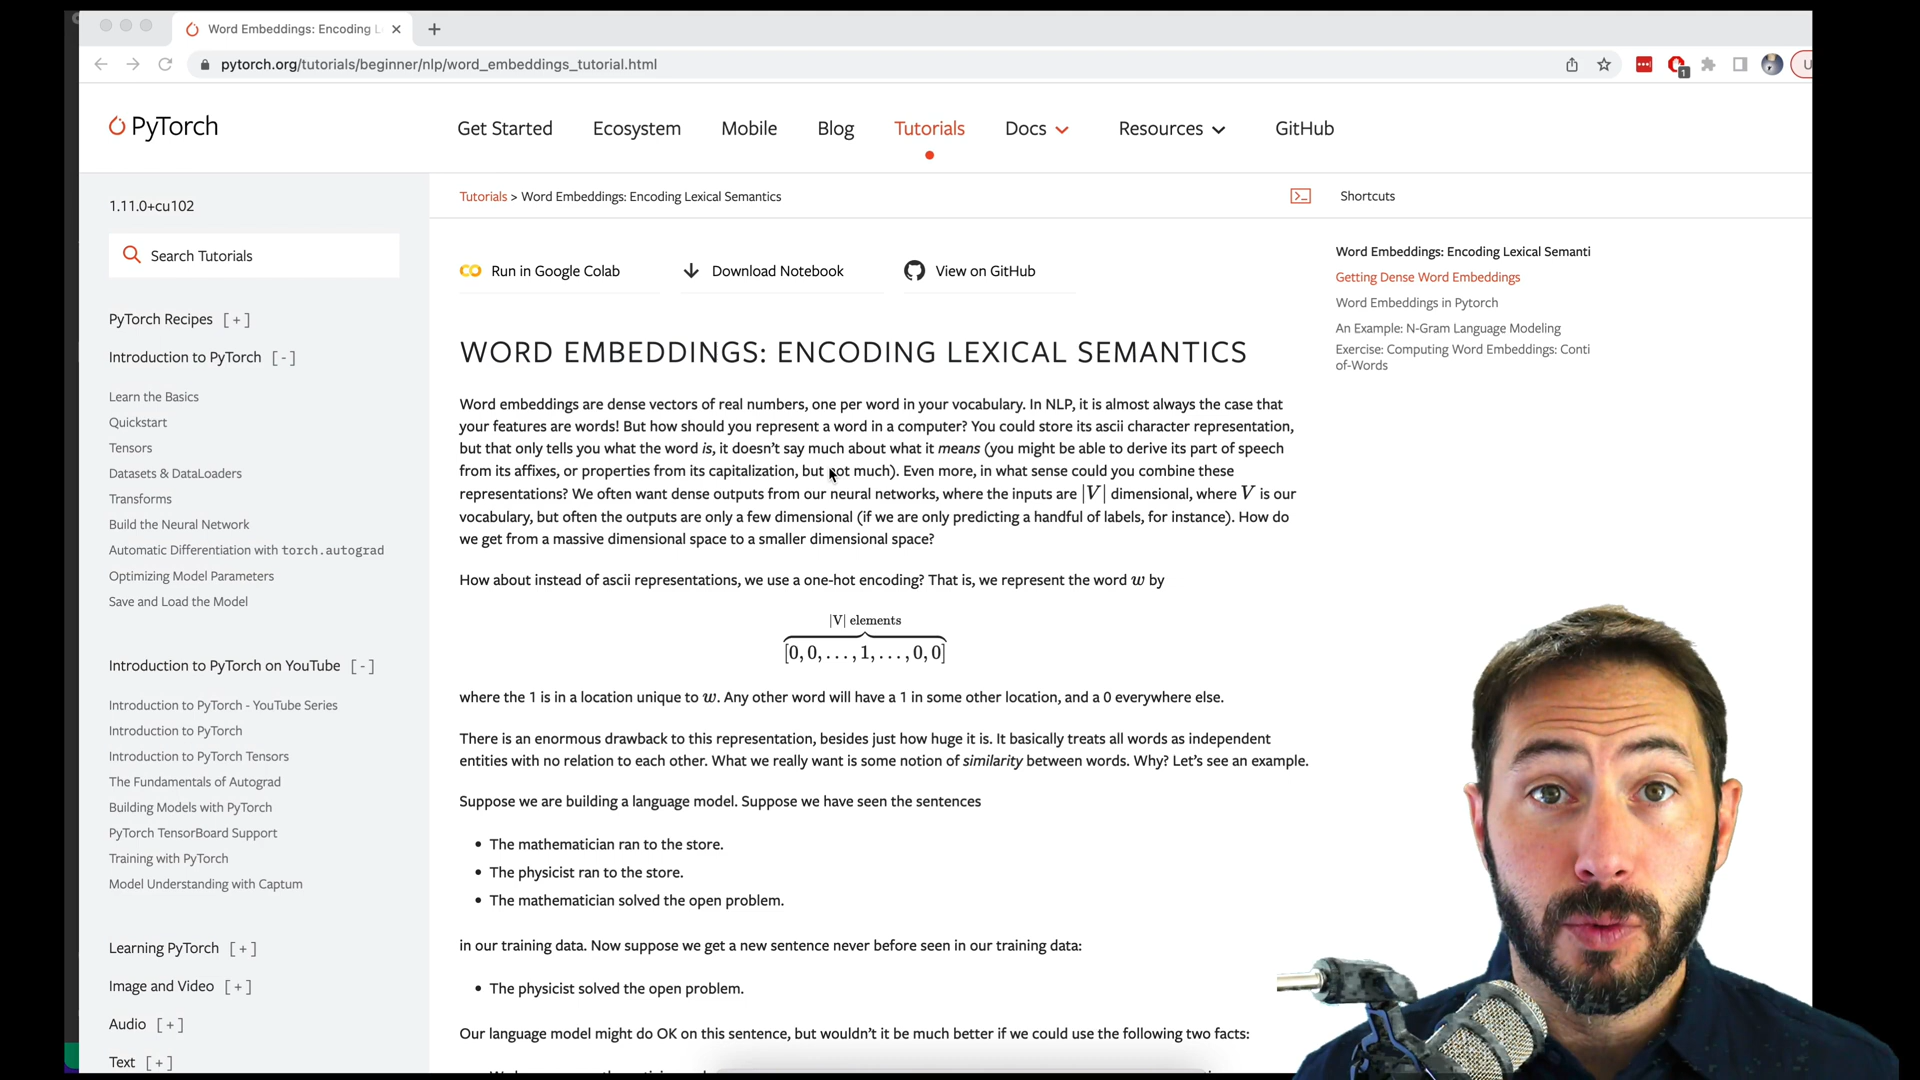 Word Embeddings: Encoding L
pytorch.org/tutorials/beginner/nlp/word_embeddings_tutorial.html
1
U
PyTorch
Get Started
Ecosystem
Mobile
Blog
Tutorials
Docs
Resources
GitHub
1.11.0+cu102
Search Tutorials
PyTorch Recipes [ + ]
Introduction to PyTorch [ - ]
Learn the Basics
Quickstart
Tensors
Datasets & DataLoaders
Transforms
Build the Neural Network
Automatic Differentiation with torch.autograd
Optimizing Model Parameters
Save and Load the Model
Introduction to PyTorch on YouTube [ - ]
Introduction to PyTorch - YouTube Series
Introduction to PyTorch
Introduction to PyTorch Tensors
The Fundamentals of Autograd
Building Models with PyTorch
PyTorch TensorBoard Support
Training with PyTorch
Model Understanding with Captum
Learning PyTorch [ + ]
Image and Video [ + ]
Audio [ + ]
Text [ + ]
Tutorials > Word Embeddings: Encoding Lexical Semantics
Run in Google Colab
Download Notebook
View on GitHub
WORD EMBEDDINGS: ENCODING LEXICAL SEMANTICS
Word embeddings are dense vectors of real numbers, one per word in your vocabulary. In NLP, it is almost always the case that
your features are words! But how should you represent a word in a computer? You could store its ascii character representation,
but that only tells you what the word is, it doesn't say much about what it means (you might be able to derive its part of speech
from its affixes, or properties from its capitalization, but not much). Even more, in what sense could you combine these
representations? We often want dense outputs from our neural networks, where the inputs are |V| dimensional, where V is our
vocabulary, but often the outputs are only a few dimensional (if we are only predicting a handful of labels, for instance). How do
we get from a massive dimensional space to a smaller dimensional space?
How about instead of ascii representations, we use a one-hot encoding? That is, we represent the word w by
|V| elements
[0, 0, . . . , 1, . . . , 0, 0]
where the 1 is in a location unique to w. Any other word will have a 1 in some other location, and a 0 everywhere else.
There is an enormous drawback to this representation, besides just how huge it is. It basically treats all words as independent
entities with no relation to each other. What we really want is some notion of similarity between words. Why? Let's see an example.
Suppose we are building a language model. Suppose we have seen the sentences
• The mathematician ran to the store.
• The physicist ran to the store.
• The mathematician solved the open problem.
in our training data. Now suppose we get a new sentence never before seen in our training data:
• The physicist solved the open problem.
Our language model might do OK on this sentence, but wouldn't it be much better if we could use the following two facts:
Shortcuts
Word Embeddings: Encoding Lexical Semanti
Getting Dense Word Embeddings
Word Embeddings in Pytorch
An Example: N-Gram Language Modeling
Exercise: Computing Word Embeddings: Conti
of-Words